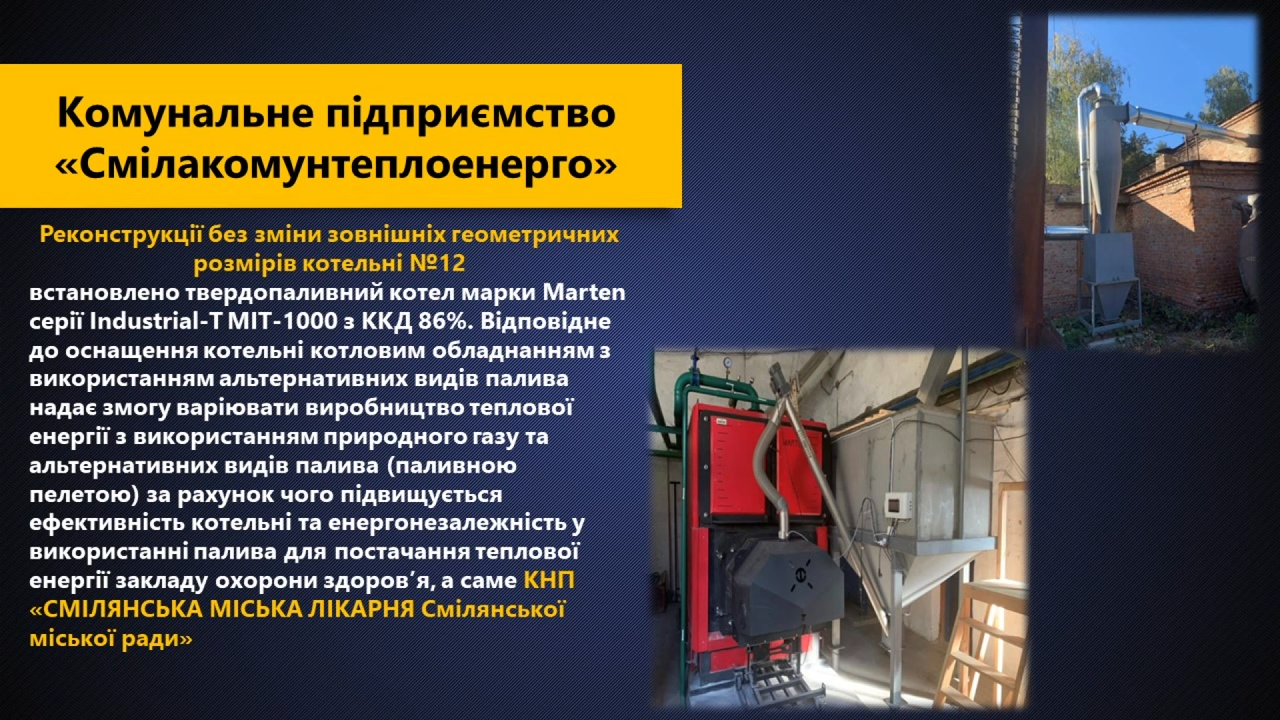 Комунальне підприємство
«Смілакомунтеплоенерго»
Реконструкції без зміни зовнішніх геометричних
розмірів котельні №12
встановлено твердопаливний котел марки Marten
серії Industrial-T MIT-1000 з ККД 86%. Відповідне
до оснащення котельні котловим обладнанням з
використанням альтернативних видів палива
надає змогу варіювати виробництво теплової
енергії з використанням природного газу та
альтернативних видів палива (паливною
пелетою) за рахунок чого підвищується
ефективність котельні та енергонезалежність у
використанні палива для постачання теплової
енергії закладу охорони здоров’я, а саме КНП
«СМІЛЯНСЬКА МІСЬКА ЛІКАРНЯ Смілянської
міської ради»